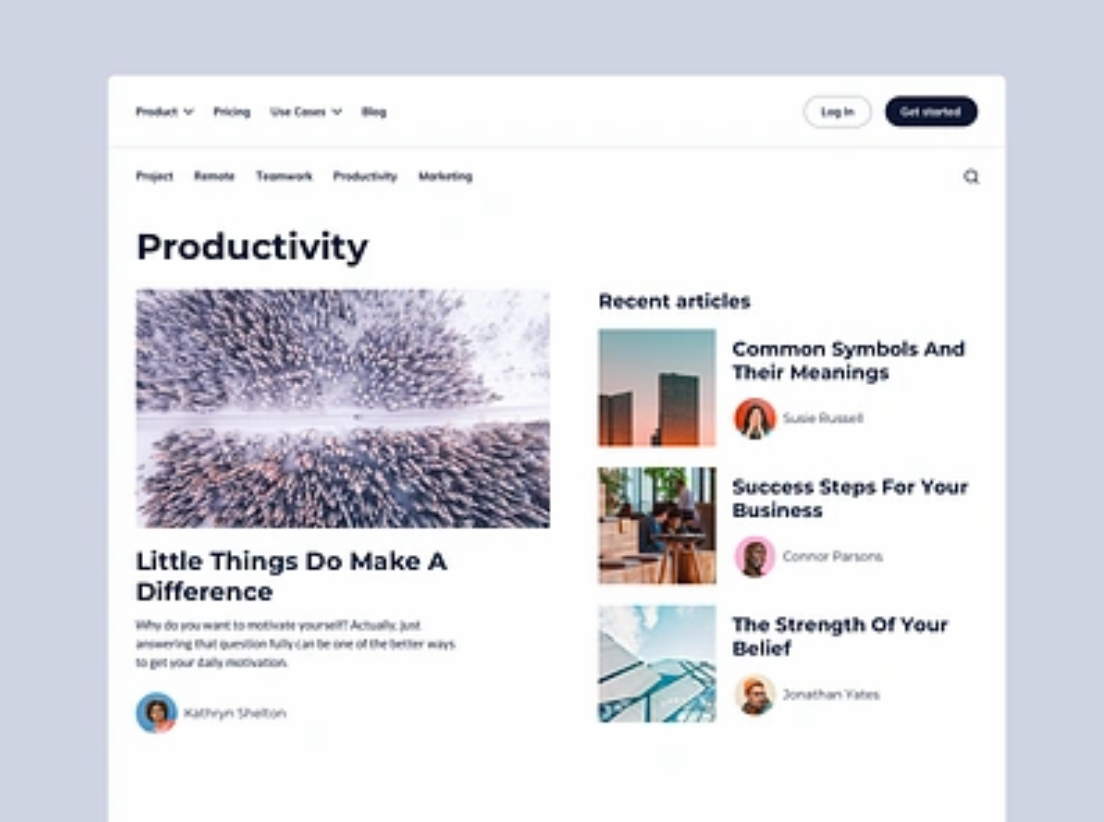 Product Pricing Use Cases Blog Log In Get started
Project Remote Teamwork Productivity Marketing
Productivity
Little Things Do Make A
Difference
Why do you want to motivate yourself? Actually, just
answering that question fully can be one of the better ways
to get your daily motivation.
Kathryn Shelton
Recent articles
Common Symbols And
Their Meanings
Susie Russell
Success Steps For Your
Business
Connor Parsons
The Strength Of Your
Belief
Jonathan Yates